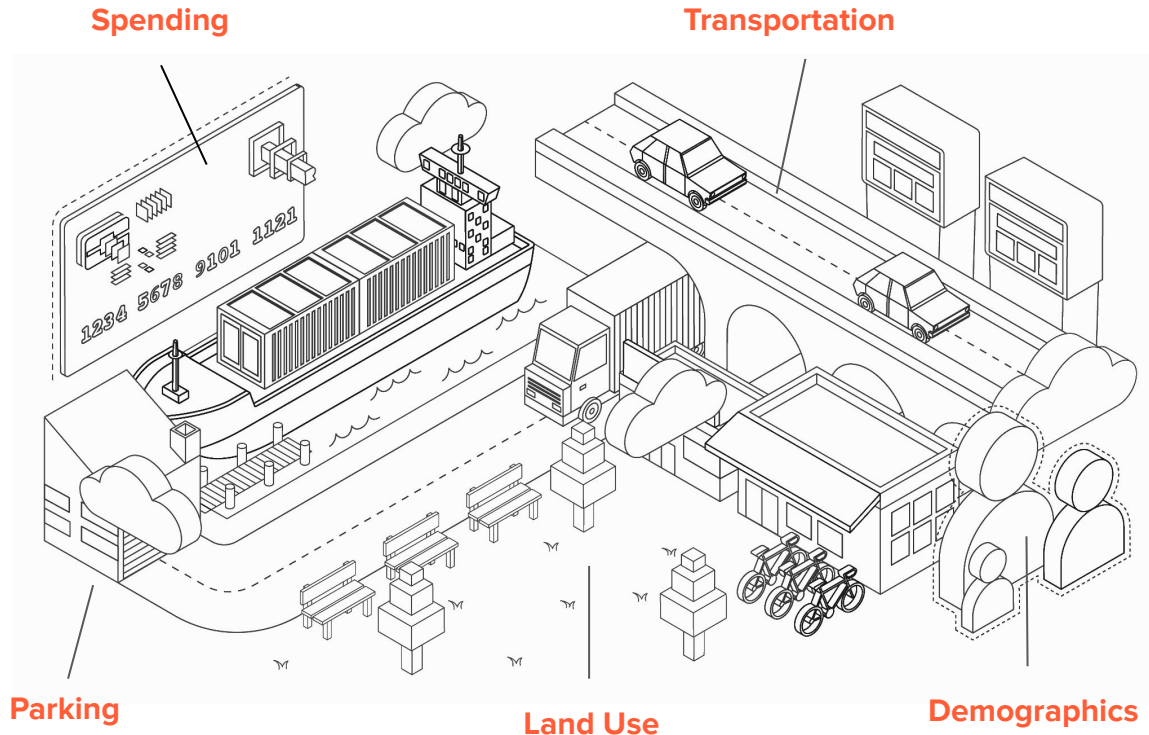 Spending
Transportation
1234 5678 9101 1121
Parking
Land Use
Demographics